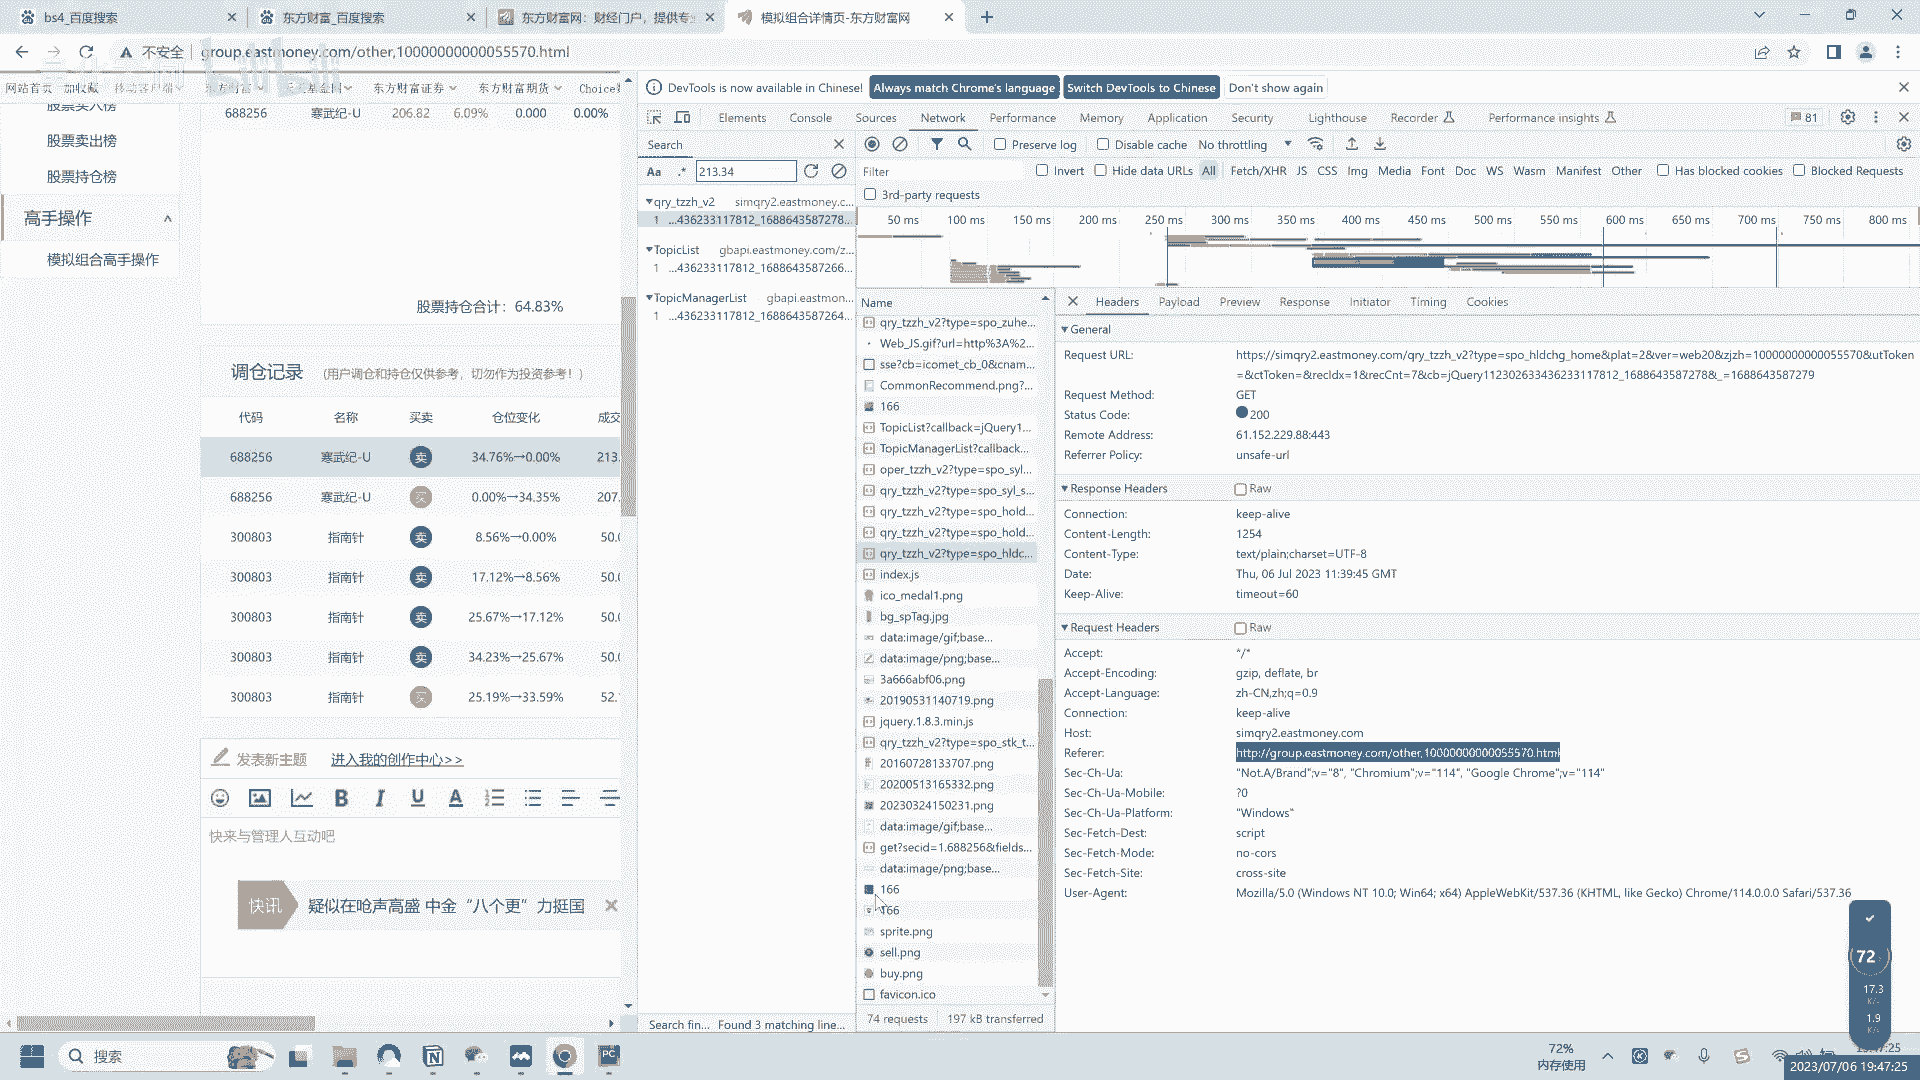 bs4_百度搜索
东方财富_百度搜索
东方财富网：财经门户，提供专
模拟组合详情页-东方财富网
不安全
group.eastmoney.com/other,10000000000055570.html
网站首页
加收藏
移动客户端
东方财富
东方财富证券
东方财富期货
Choice
股票买入榜
股票卖出榜
股票持仓榜
高手操作
模拟组合高手操作
688256 寒武纪-U 206.82 6.09% 0.000 0.00%
股票持仓合计：64.83%
调仓记录 (用户调仓和持仓仅供参考，切勿作为投资参考！)
代码 名称 买卖 仓位变化 成交
688256 寒武纪-U 卖 34.76%→0.00% 213.
688256 寒武纪-U 买 0.00%→34.35% 207.
300803 指南针 卖 8.56%→0.00% 50.0
300803 指南针 卖 17.12%→8.56% 50.0
300803 指南针 卖 25.67%→17.12% 50.0
300803 指南针 卖 34.23%→25.67% 50.0
300803 指南针 买 25.19%→33.59% 52.
发表新主题 进入我的创作中心>>
B I U A
快来与管理人互动吧
快讯 疑似在呛声高盛 中金“八个更”力挺国
DevTools is now available in Chinese! Always match Chrome's language Switch DevTools to Chinese Don't show again
Elements Console Sources Network Performance Memory Application Security Lighthouse Recorder Performance insights 81
Search
Aa .* 213.34
qry_tzzh_v2 simqry2.eastmoney.c...
1 ...436233117812_1688643587278...
TopicList gbapi.eastmoney.com/z...
1 ...436233117812_1688643587266...
TopicManagerList gbapi.eastmon...
1 ...436233117812_1688643587264...
Search fin... Found 3 matching line...
Preserve log Disable cache No throttling
Filter Invert Hide data URLs All Fetch/XHR JS CSS Img Media Font Doc WS Wasm Manifest Other Has blocked cookies Blocked Requests
3rd-party requests
50 ms 100 ms 150 ms 200 ms 250 ms 300 ms 350 ms 400 ms 450 ms 500 ms 550 ms 600 ms 650 ms 700 ms 750 ms 800 ms
Name
qry_tzzh_v2?type=spo_zuhe...
Web_JS.gif?url=http%3A%2...
sse?cb=icomet_cb_0&cnam...
CommonRecommend.png?...
166
TopicList?callback=jQuery1...
TopicManagerList?callback...
oper_tzzh_v2?type=spo_syl...
qry_tzzh_v2?type=spo_syl_s...
qry_tzzh_v2?type=spo_hold...
qry_tzzh_v2?type=spo_hold...
qry_tzzh_v2?type=spo_hldc...
index.js
ico_medal1.png
bg_spTag.jpg
data:image/gif;base...
data:image/png;base...
3a666abf06.png
20190531140719.png
jquery.1.8.3.min.js
qry_tzzh_v2?type=spo_stk_t...
20160728133707.png
20200513165332.png
20230324150231.png
data:image/gif;base...
get?secid=1.688256&fields...
data:image/png;base...
166
166
sprite.png
sell.png
buy.png
favicon.ico
74 requests 197 kB transferred
Headers Payload Preview Response Initiator Timing Cookies
General
Request URL: https://simqry2.eastmoney.com/qry_tzzh_v2?type=spo_hldchg_home&plat=2&ver=web20&zjzh=10000000000055570&utToken
=&ctToken=&recIdx=1&recCnt=7&cb=jQuery112302633436233117812_1688643587278&_=1688643587279
Request Method: GET
Status Code: 200
Remote Address: 61.152.229.88:443
Referrer Policy: unsafe-url
Response Headers Raw
Connection: keep-alive
Content-Length: 1254
Content-Type: text/plain;charset=UTF-8
Date: Thu, 06 Jul 2023 11:39:45 GMT
Keep-Alive: timeout=60
Request Headers Raw
Accept: */*
Accept-Encoding: gzip, deflate, br
Accept-Language: zh-CN,zh;q=0.9
Connection: keep-alive
Host: simqry2.eastmoney.com
Referer: http://group.eastmoney.com/other,10000000000055570.html
Sec-Ch-Ua: "Not.A/Brand";v="8", "Chromium";v="114", "Google Chrome";v="114"
Sec-Ch-Ua-Mobile: ?0
Sec-Ch-Ua-Platform: "Windows"
Sec-Fetch-Dest: script
Sec-Fetch-Mode: no-cors
Sec-Fetch-Site: cross-site
User-Agent: Mozilla/5.0 (Windows NT 10.0; Win64; x64) AppleWebKit/537.36 (KHTML, like Gecko) Chrome/114.0.0.0 Safari/537.36
72
17.3
K/s
1.9
K/s
搜索
72%
内存使用
2023/07/06 19:47:25